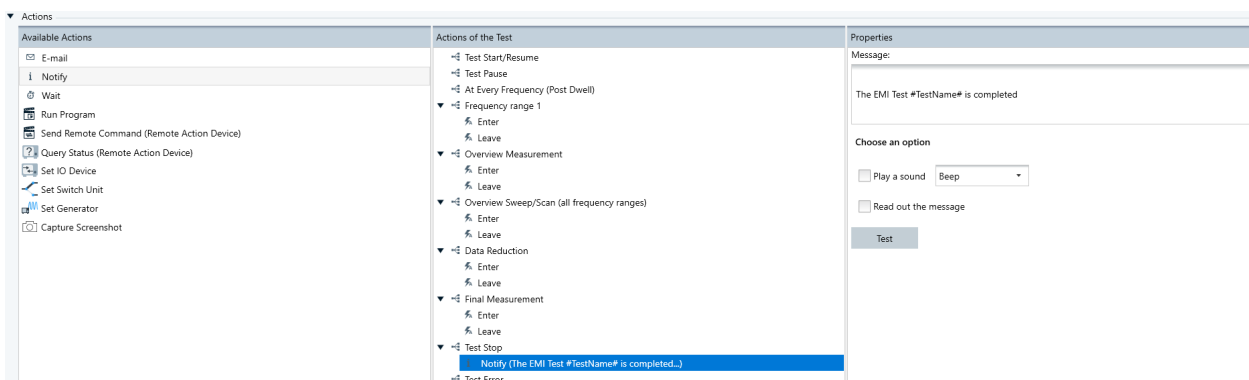 Actions
Available Actions
E-mail
Notify
Wait
Run Program
Send Remote Command (Remote Action Device)
Query Status (Remote Action Device)
Set IO Device
Set Switch Unit
Set Generator
Capture Screenshot
Actions of the Test
Test Start/Resume
Test Pause
At Every Frequency (Post Dwell)
Frequency range 1
Enter
Leave
Overview Measurement
Enter
Leave
Overview Sweep/Scan (all frequency ranges)
Enter
Leave
Data Reduction
Enter
Leave
Final Measurement
Enter
Leave
Test Stop
Notify (The EMI Test #TestName# is completed...)
Test Error
Properties
Message:
The EMI Test #TestName# is completed
Choose an option
Play a sound Beep
Read out the message
Test